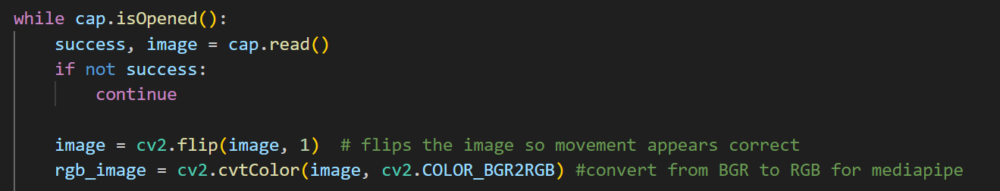 while cap.isOpened():
    success, image = cap.read()
    if not success:
        continue

    image = cv2.flip(image, 1)  # flips the image so movement appears correct
    rgb_image = cv2.cvtColor(image, cv2.COLOR_BGR2RGB) #convert from BGR to RGB for mediapipe